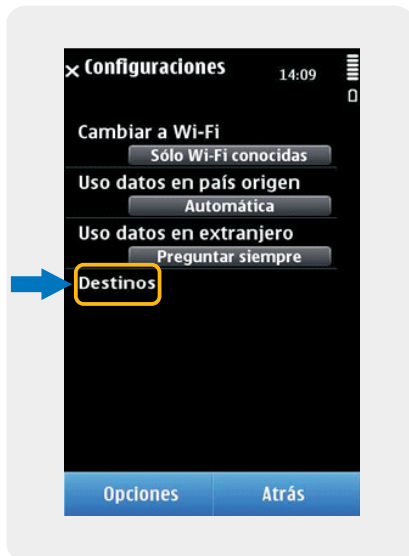 × Configuraciones 14:09
Cambiar a Wi-Fi
Sólo Wi-Fi conocidas
Uso datos en país origen
Automática
Uso datos en extranjero
Preguntar siempre
Destinos
Opciones Atrás